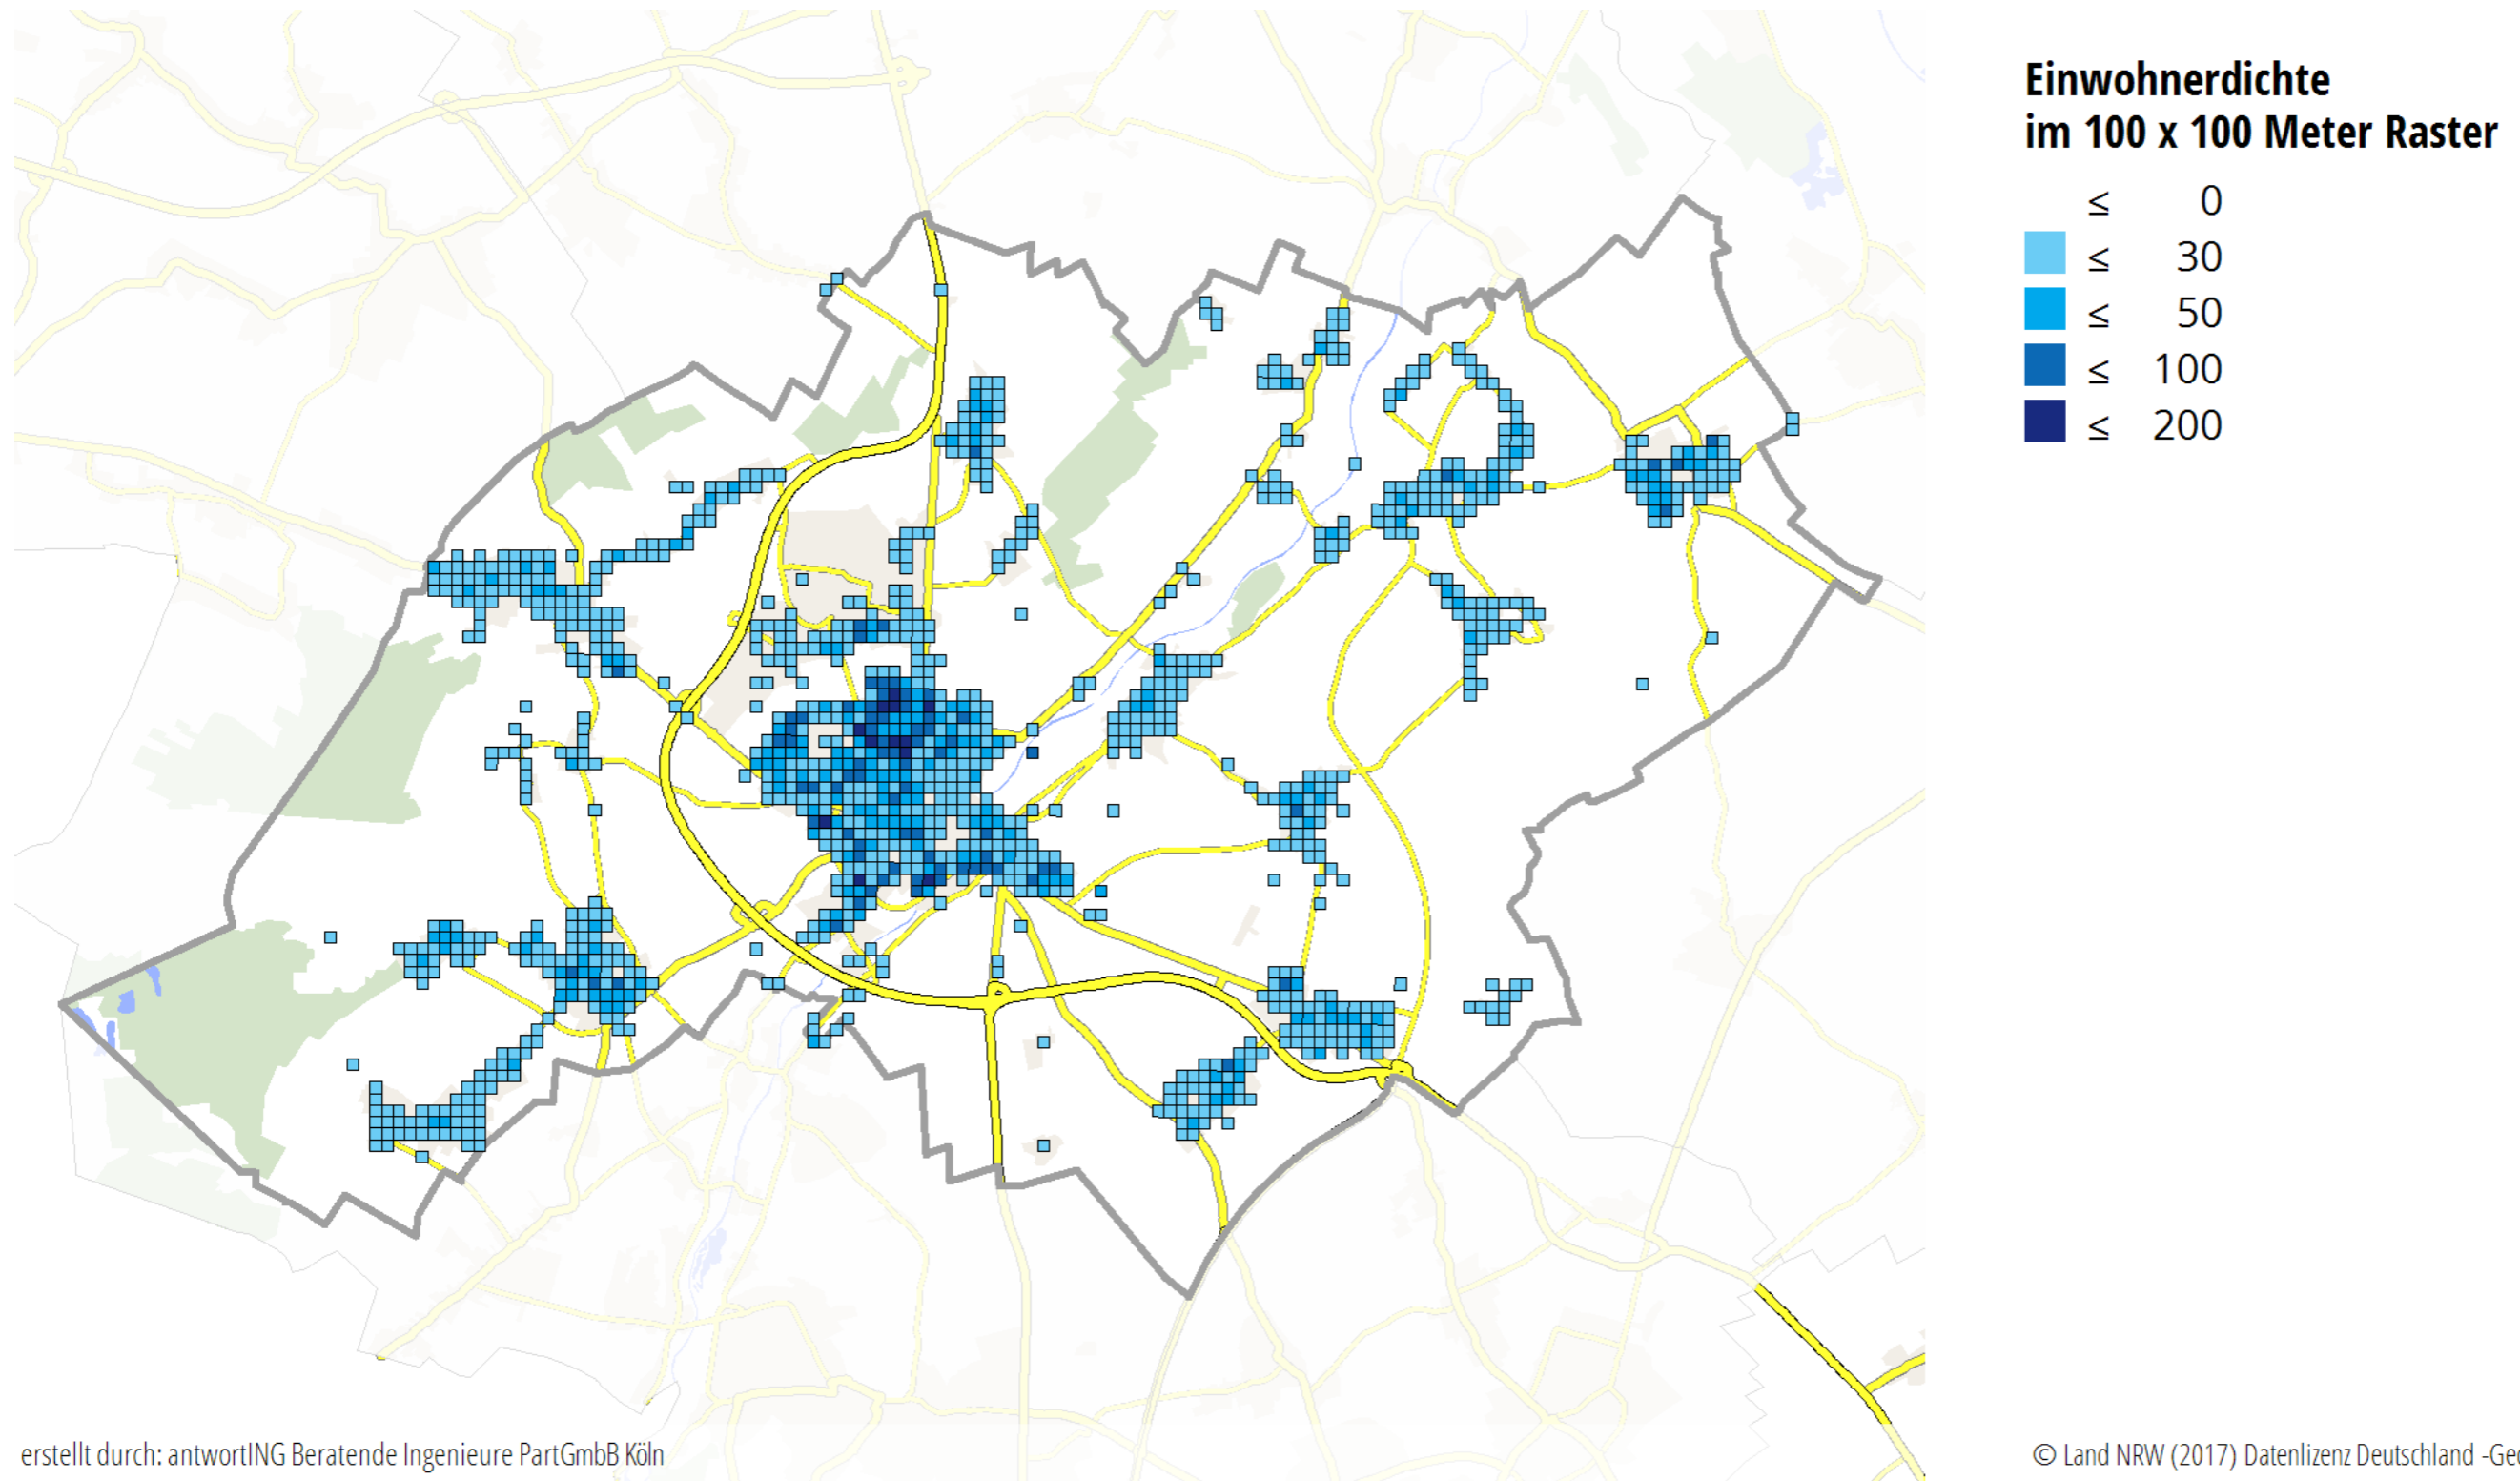 Einwohnerdichte
im 100 x 100 Meter Raster
≤ 0
≤ 30
≤ 50
≤ 100
≤ 200
erstellt durch: antwortING Beratende Ingenieure PartGmbB Köln
© Land NRW (2017) Datenlizenz Deutschland -Geo